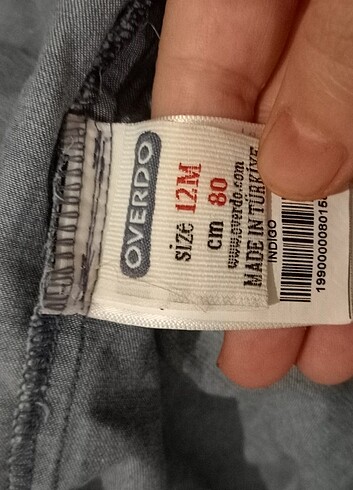 OVERDO
size 12M
cm 80
www.overdo.com
MADE IN TÜRKİYE
INDIGO